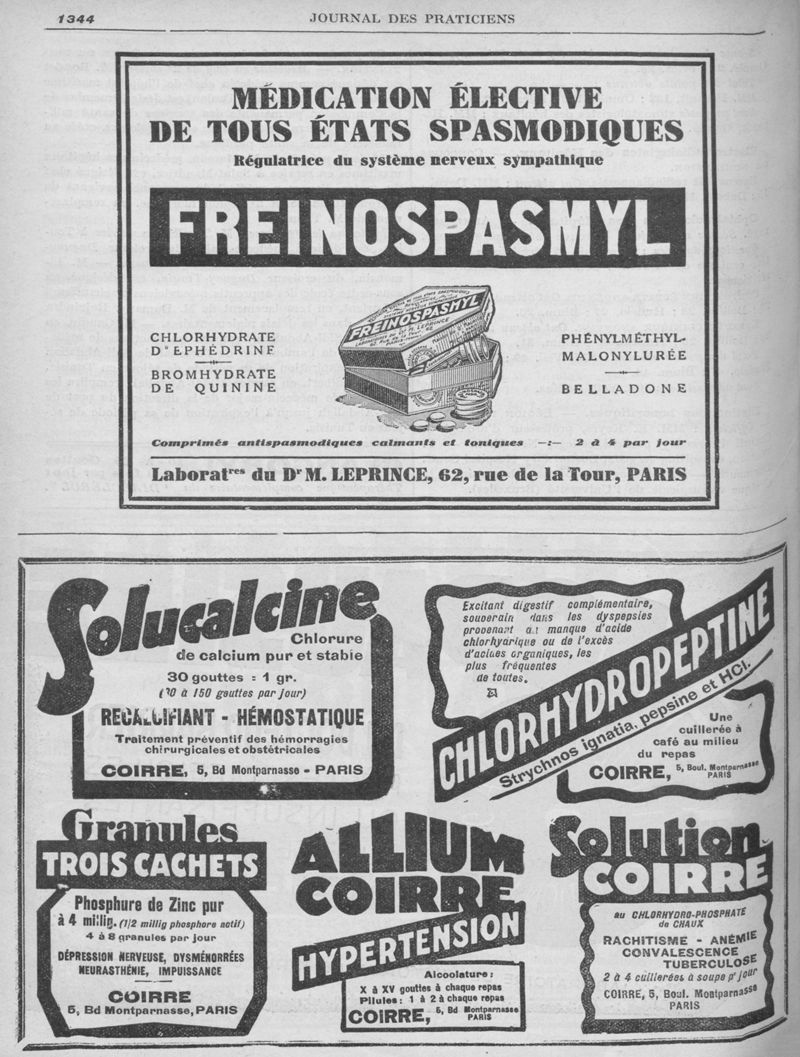 1344
JOURNAL DES PRATICIENS
MÉDICATION ÉLECTIVE
DE TOUS ÉTATS SPASMODIQUES
Régulatrice du système nerveux sympathique
FREINOSPASMYL
CHLORHYDRATE
D'EPHÉDRINE
BROMHYDRATE
DE QUININE
FREINOSPASMYL
PHÉNYLMÉTHYL-
MALONYLURÉE
BELLADONE
Comprimés antispasmodiques calmants et toniques -:- 2 à 4 par jour
Laborat^res du D^r M. LEPRINCE, 62, rue de la Tour, PARIS
Solucalcine
Chlorure
de calcium pur et stabie
30 gouttes = 1 gr.
(30 à 150 gouttes par jour)
RECALCIFIANT - HÉMOSTATIQUE
Traitement préventif des hémorragies
chirurgicales et obstétricales
COIRRE, 5, Bd Montparnasse - PARIS
Excitant digestif complémentaire,
souverain dans les dyspepsies
provenant du manque d'acide
chlorhydrique ou de l'excès
d'acides organiques, les
plus fréquentes
de toutes.
CHLORHYDROPEPTINE
Strychnos ignatia, pepsine et HCl.
Une
cuillerée à
café au milieu
du repas
COIRRE, 5, Boul. Montparnasse
PARIS
Granules
TROIS CACHETS
Phosphure de Zinc pur
à 4 millig. (1/2 millig phosphore actif)
4 à 8 granules par jour
DÉPRESSION NERVEUSE, DYSMÉNORRÉES
NEURASTHÉNIE, IMPUISSANCE
COIRRE
5, Bd Montparnasse, PARIS
ALLIUM
COIRRE
HYPERTENSION
Alcoolature :
X à XV gouttes à chaque repas
Pilules : 1 à 2 à chaque repas
COIRRE, 5, Bd Montparnasse
PARIS
Solution
COIRRE
au CHLORHYDRO-PHOSPHATE
de CHAUX
RACHITISME - ANÉMIE
CONVALESCENCE
TUBERCULOSE
2 à 4 cuillerées à soupe p^r jour
COIRRE, 5, Boul. Montparnasse
PARIS